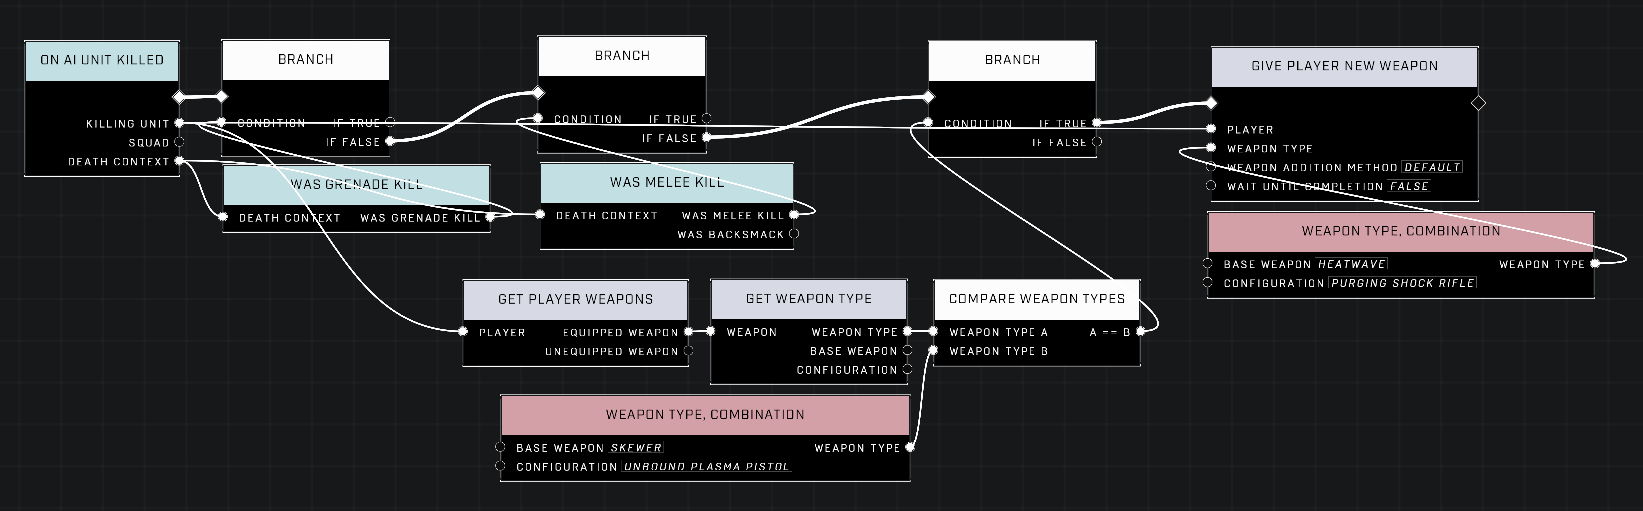 ON AI UNIT KILLED
KILLING UNIT
SQUAD
DEATH CONTEXT
BRANCH
CONDITION IF TRUE
IF FALSE
WAS GRENADE KILL
DEATH CONTEXT WAS GRENADE KILL
BRANCH
CONDITION IF TRUE
IF FALSE
WAS MELEE KILL
DEATH CONTEXT WAS MELEE KILL
WAS BACKSMACK
BRANCH
CONDITION IF TRUE
IF FALSE
GIVE PLAYER NEW WEAPON
PLAYER
WEAPON TYPE
WEAPON ADDITION METHOD DEFAULT
WAIT UNTIL COMPLETION FALSE
WEAPON TYPE, COMBINATION
BASE WEAPON HEATWAVE WEAPON TYPE
CONFIGURATION PURGING SHOCK RIFLE
GET PLAYER WEAPONS
PLAYER EQUIPPED WEAPON
UNEQUIPPED WEAPON
GET WEAPON TYPE
WEAPON WEAPON TYPE
BASE WEAPON
CONFIGURATION
COMPARE WEAPON TYPES
WEAPON TYPE A A == B
WEAPON TYPE B
WEAPON TYPE, COMBINATION
BASE WEAPON SKEWER WEAPON TYPE
CONFIGURATION UNBOUND PLASMA PISTOL